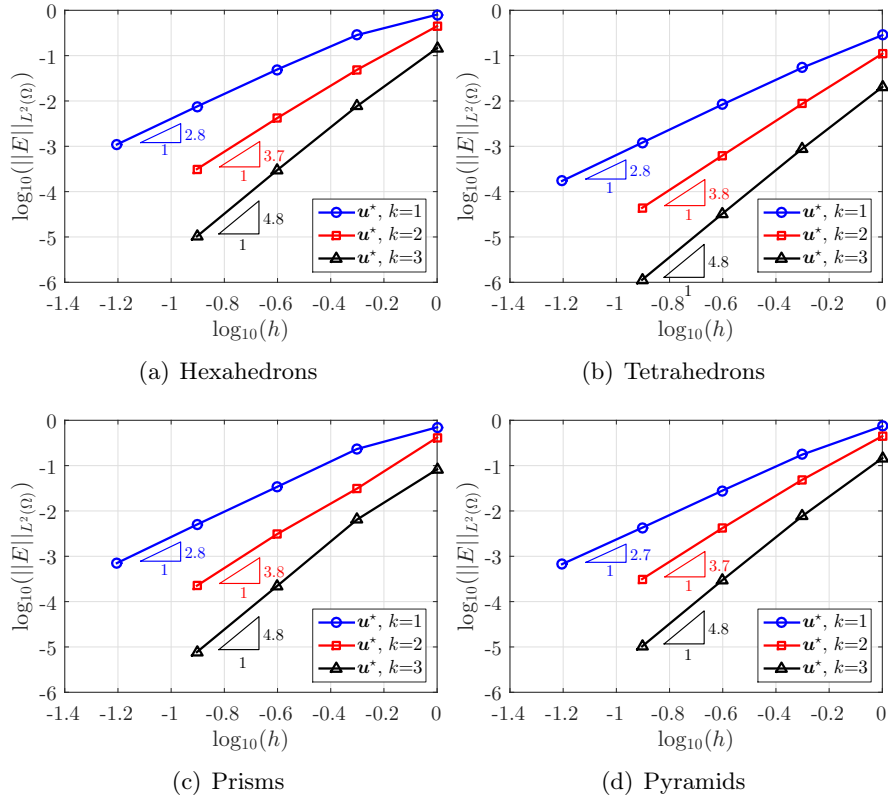 0
-1
-2
-3
-4
-5
-6
log₁₀(||E||_{L²(Ω)})
2.8
1
3.7
1
4.8
1
u⋆, k=1
u⋆, k=2
u⋆, k=3
-1.4 -1.2 -1 -0.8 -0.6 -0.4 -0.2 0
log₁₀(h)
(a) Hexahedrons
0
-1
-2
-3
-4
-5
-6
log₁₀(||E||_{L²(Ω)})
2.8
1
3.8
1
4.8
1
u⋆, k=1
u⋆, k=2
u⋆, k=3
-1.4 -1.2 -1 -0.8 -0.6 -0.4 -0.2 0
log₁₀(h)
(b) Tetrahedrons
0
-1
-2
-3
-4
-5
-6
log₁₀(||E||_{L²(Ω)})
2.8
1
3.8
1
4.8
1
u⋆, k=1
u⋆, k=2
u⋆, k=3
-1.4 -1.2 -1 -0.8 -0.6 -0.4 -0.2 0
log₁₀(h)
(c) Prisms
0
-1
-2
-3
-4
-5
-6
log₁₀(||E||_{L²(Ω)})
2.7
1
3.7
1
4.8
1
u⋆, k=1
u⋆, k=2
u⋆, k=3
-1.4 -1.2 -1 -0.8 -0.6 -0.4 -0.2 0
log₁₀(h)
(d) Pyramids